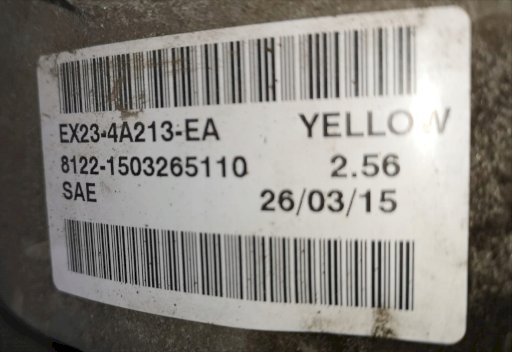 EX23-4A213-EA YELLOW
8122-1503265110 2.56
SAE 26/03/15